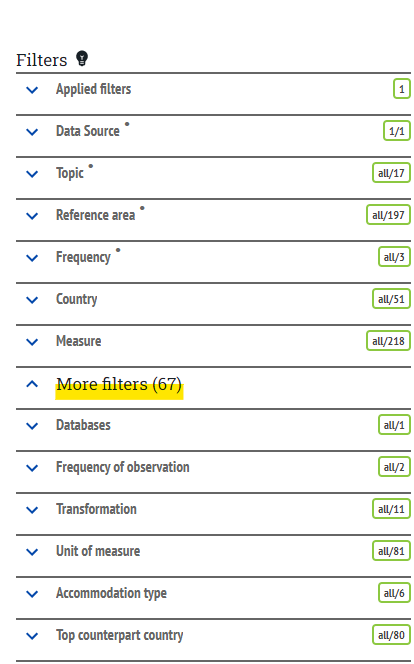 Filters
Applied filters 1
Data Source • 1/1
Topic • all/17
Reference area • all/197
Frequency • all/3
Country all/51
Measure all/218
More filters (67)
Databases all/1
Frequency of observation all/2
Transformation all/11
Unit of measure all/81
Accommodation type all/6
Top counterpart country all/80